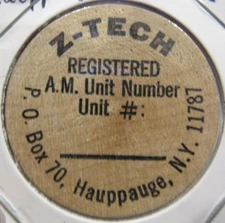 Z-TECH
REGISTERED
A.M. Unit Number
Unit #:
P.O. Box 70, Hauppauge, N.Y. 11787